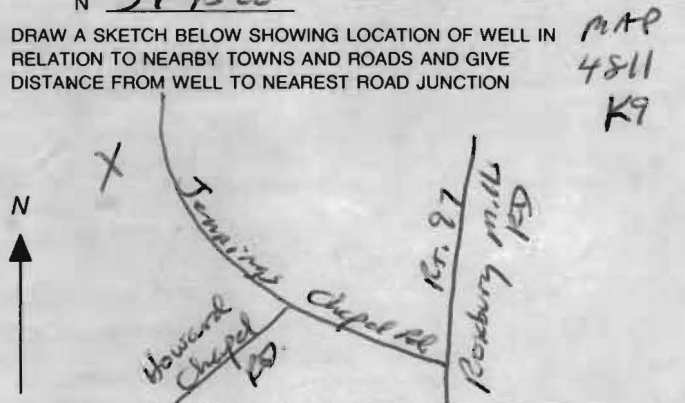 N
DRAW A SKETCH BELOW SHOWING LOCATION OF WELL IN
RELATION TO NEARBY TOWNS AND ROADS AND GIVE
DISTANCE FROM WELL TO NEAREST ROAD JUNCTION
MAP
4811
K9
X
N
Jennings Chapel Rd.
Howard
Chapel
RD.
Rt. 97
Roxbury Mills
RD